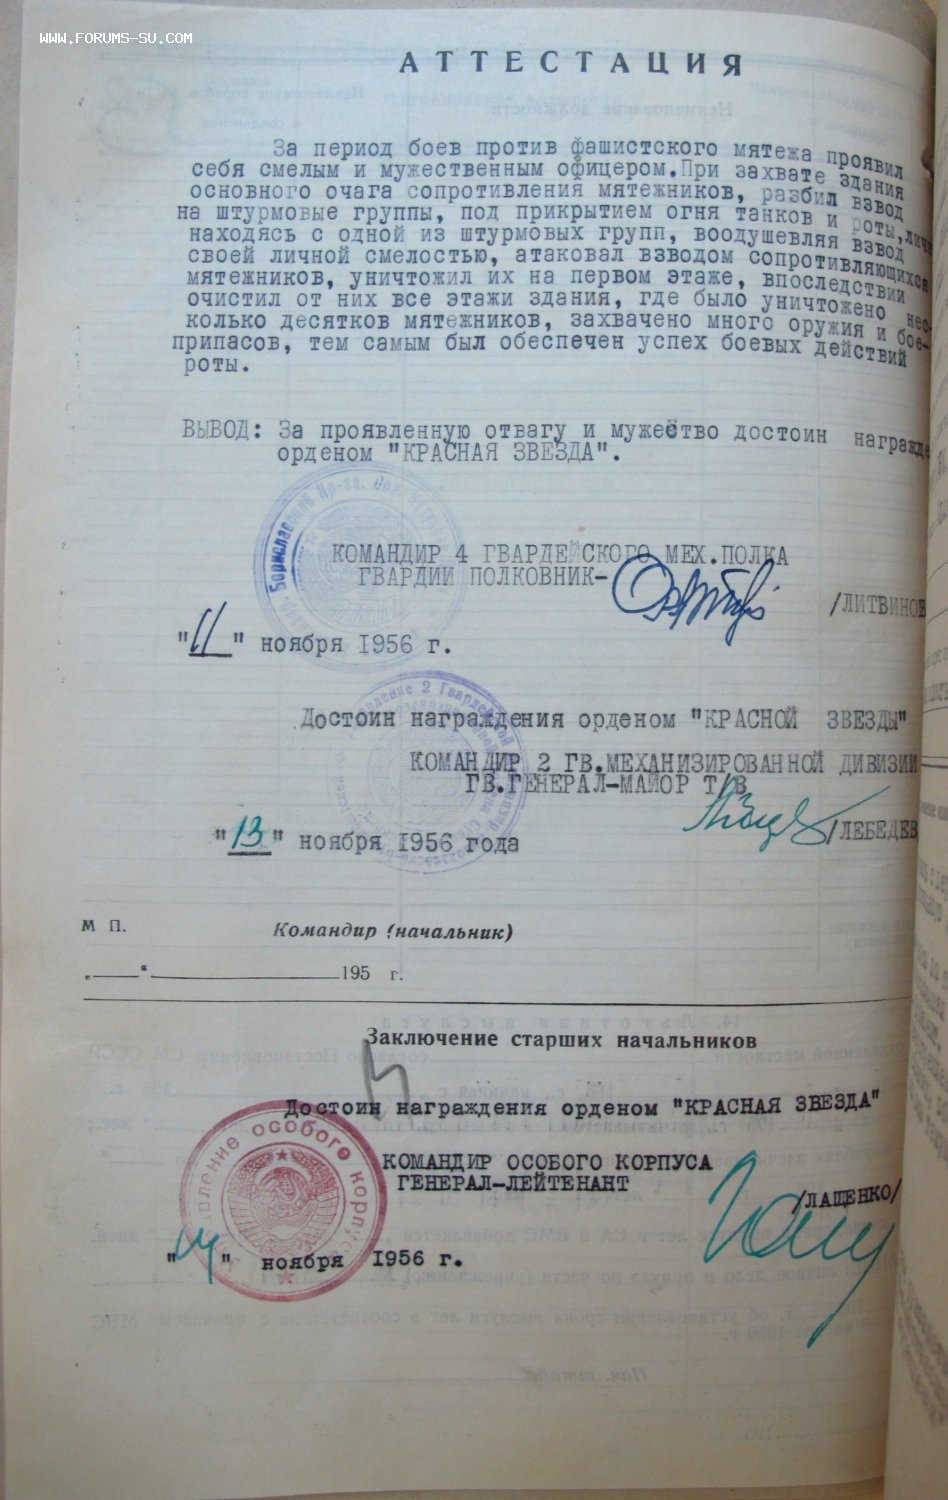 WWW.FORUMS-SU.COM
АТТЕСТАЦИЯ
За период боев против фашистского мятежа проявил
себя смелым и мужественным офицером.При захвате здания
основного очага сопротивления мятежников, разбил взвод
на штурмовые группы, под прикрытием огня танков и роты,
находясь с одной из штурмовых групп, воодушевляя взвод
своей личной смелостью, атаковал взводом сопротивляющихся
мятежников, уничтожил их на первом этаже, впоследствии
очистил от них все этажи здания, где было уничтожено нес-
колько десятков мятежников, захвачено много оружия и бое-
припасов, тем самым был обеспечен успех боевых действий
роты.
ВЫВОД: За проявленную отвагу и мужество достоин награжде
орденом "КРАСНАЯ ЗВЕЗДА".
КОМАНДИР 4 ГВАРДЕЙСКОГО МЕХ.ПОЛКА
ГВАРДИИ ПОЛКОВНИК-
/ЛИТВИНОВ
"11" ноября 1956 г.
Достоин награждения орденом "КРАСНОЙ ЗВЕЗДЫ"
КОМАНДИР 2 ГВ.МЕХАНИЗИРОВАННОЙ ДИВИЗИИ
ГВ.ГЕНЕРАЛ-МАЙОР Т/В
/ЛЕБЕДЕВ
"13" ноября 1956 года
М П.
Командир (начальник)
„ “ 195 г.
Заключение старших начальников
Достоин награждения орденом "КРАСНАЯ ЗВЕЗДА"
особого корпуса
КОМАНДИР ОСОБОГО КОРПУСА
ГЕНЕРАЛ-ЛЕЙТЕНАНТ
/ЛАЩЕНКО/
"14" ноября 1956 г.